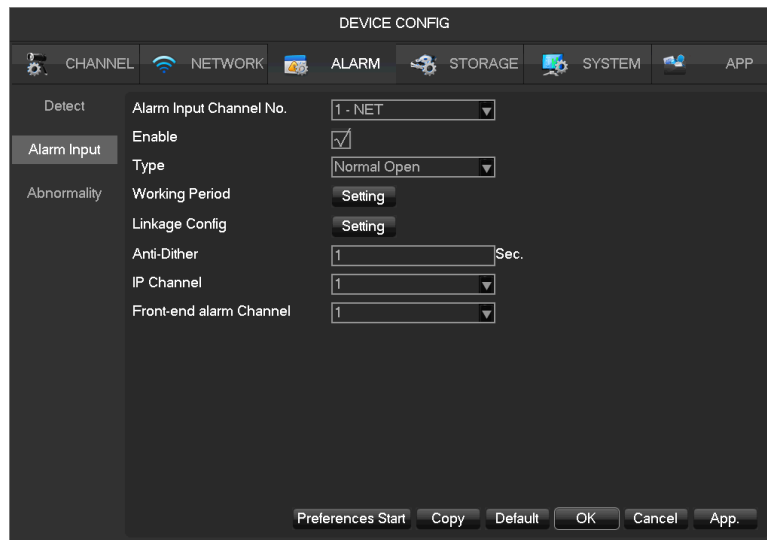 DEVICE CONFIG
CHANNEL NETWORK ALARM STORAGE SYSTEM APP
Detect
Alarm Input
Abnormality
Alarm Input Channel No. 1 - NET
Enable
Type Normal Open
Working Period Setting
Linkage Config Setting
Anti-Dither 1 Sec.
IP Channel 1
Front-end alarm Channel 1
Preferences Start Copy Default OK Cancel App.